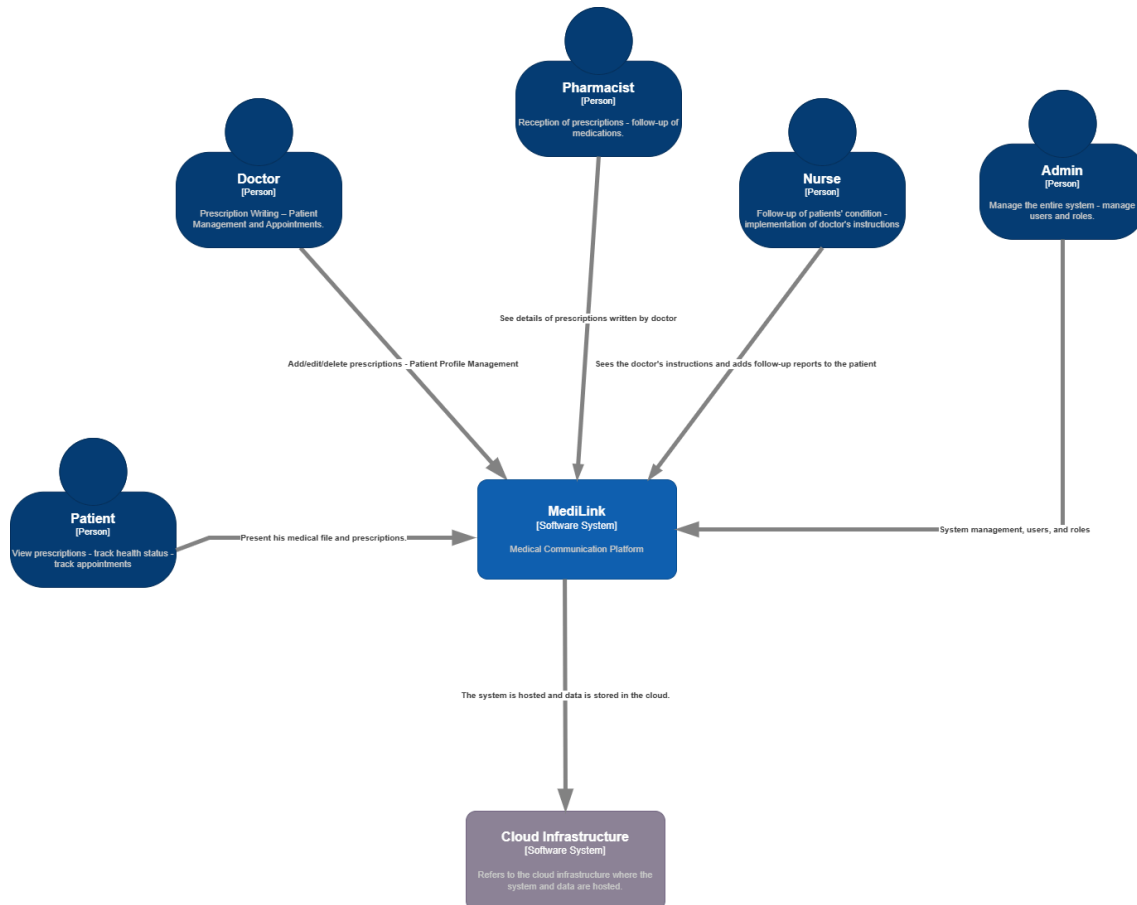 Pharmacist
[Person]
Reception of prescriptions - follow-up of
medications.
Doctor
[Person]
Prescription Writing – Patient
Management and Appointments.
Nurse
[Person]
Follow-up of patients' condition -
implementation of doctor's instructions
Admin
[Person]
Manage the entire system - manage
users and roles.
See details of prescriptions written by doctor
Add/edit/delete prescriptions - Patient Profile Management
Sees the doctor's instructions and adds follow-up reports to the patient
Patient
[Person]
View prescriptions - track health status -
track appointments
Present his medical file and prescriptions.
MediLink
[Software System]
Medical Communication Platform
System management, users, and roles
The system is hosted and data is stored in the cloud.
Cloud Infrastructure
[Software System]
Refers to the cloud infrastructure where the
system and data are hosted.